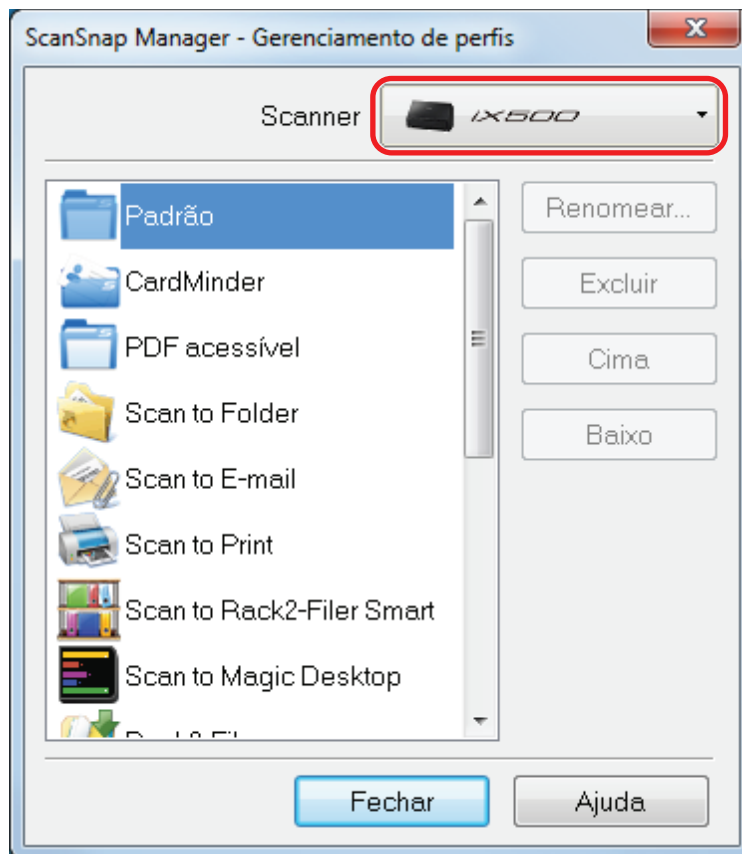 ScanSnap Manager - Gerenciamento de perfis
Scanner iX500
Padrão
Renomear...
CardMinder
Excluir
PDF acessível
Cima
Scan to Folder
Baixo
Scan to E-mail
Scan to Print
Scan to Rack2-Filer Smart
Scan to Magic Desktop
Fechar
Ajuda